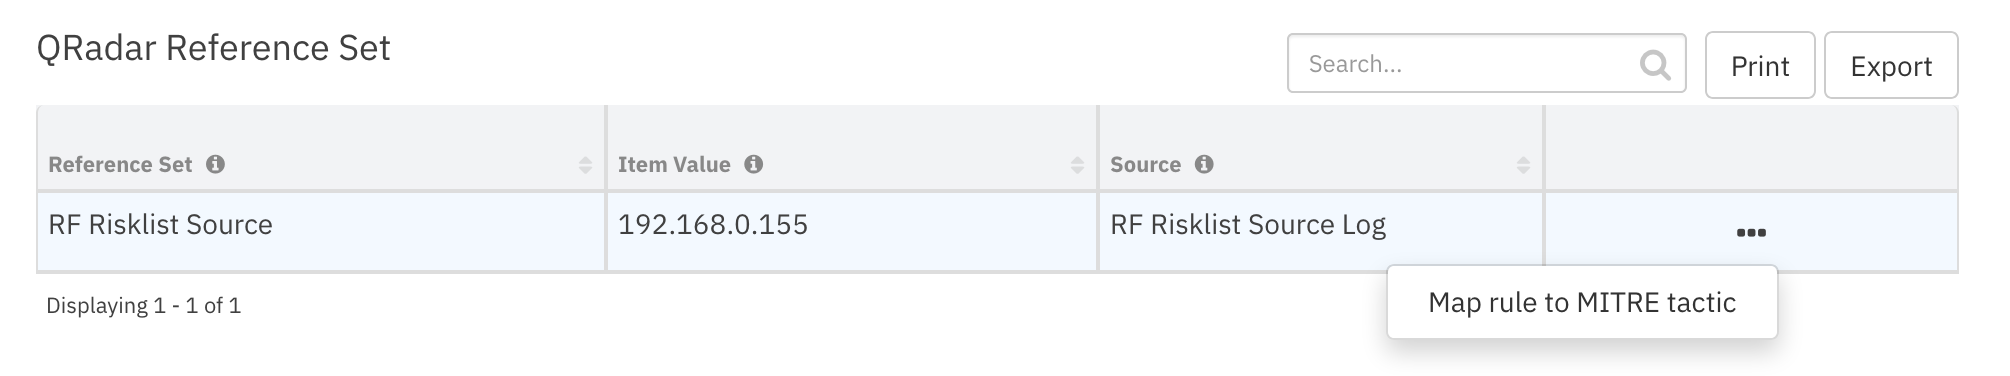 QRadar Reference Set
Search...
Print
Export
Reference Set
Item Value
Source
RF Risklist Source
192.168.0.155
RF Risklist Source Log
Displaying 1 - 1 of 1
Map rule to MITRE tactic